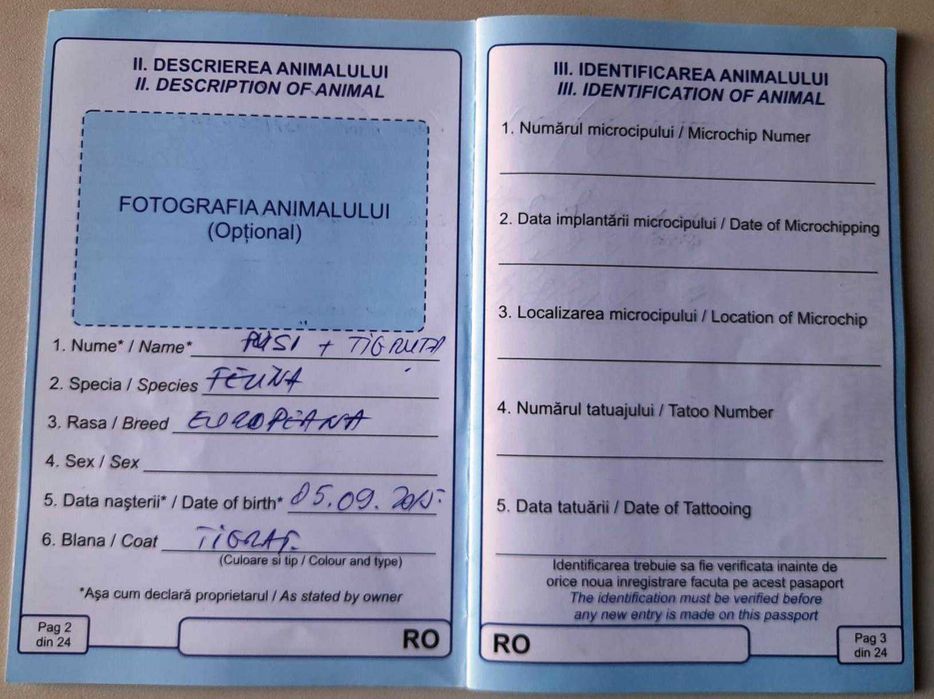 II. DESCRIEREA ANIMALULUI
II. DESCRIPTION OF ANIMAL
FOTOGRAFIA ANIMALULUI
(Opțional)
1. Nume* / Name* PUSI + TIGRUTA
2. Specia / Species FELINA
3. Rasa / Breed EUROPEANA
4. Sex / Sex
5. Data naşterii* / Date of birth* 05.09.2015
6. Blana / Coat TIGRAT.
(Culoare si tip / Colour and type)
*Aşa cum declară proprietarul / As stated by owner
Pag 2
din 24
RO
III. IDENTIFICAREA ANIMALULUI
III. IDENTIFICATION OF ANIMAL
1. Numărul microcipului / Microchip Numer
2. Data implantării microcipului / Date of Microchipping
3. Localizarea microcipului / Location of Microchip
4. Numărul tatuajului / Tatoo Number
5. Data tatuării / Date of Tattooing
Identificarea trebuie sa fie verificata inainte de
orice noua inregistrare facuta pe acest pasaport
The identification must be verified before
any new entry is made on this passport
RO
Pag 3
din 24